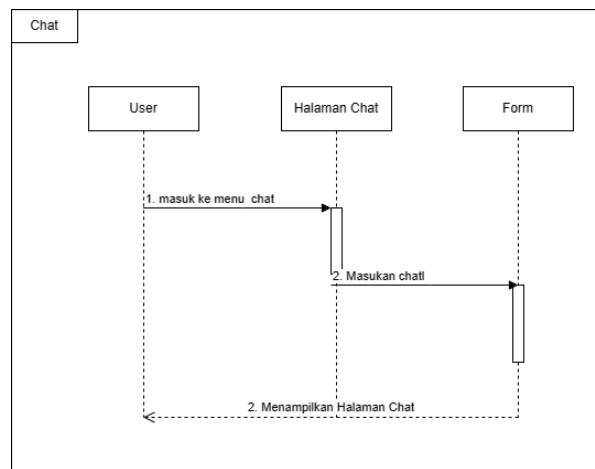 Chat
User
Halaman Chat
Form
1. masuk ke menu chat
2. Masukan chatl
2. Menampilkan Halaman Chat